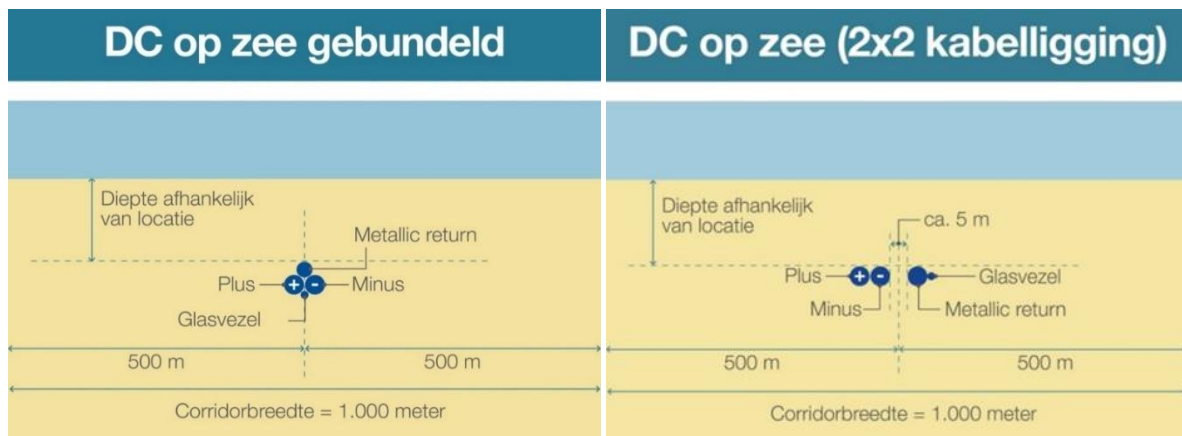 DC op zee gebundeld
Diepte afhankelijk
van locatie
Metallic return
Plus
+
-
Minus
Glasvezel
500 m
500 m
Corridorbreedte = 1.000 meter
DC op zee (2x2 kabelligging)
Diepte afhankelijk
van locatie
ca. 5 m
Plus
+
-
Glasvezel
Minus
Metallic return
500 m
500 m
Corridorbreedte = 1.000 meter